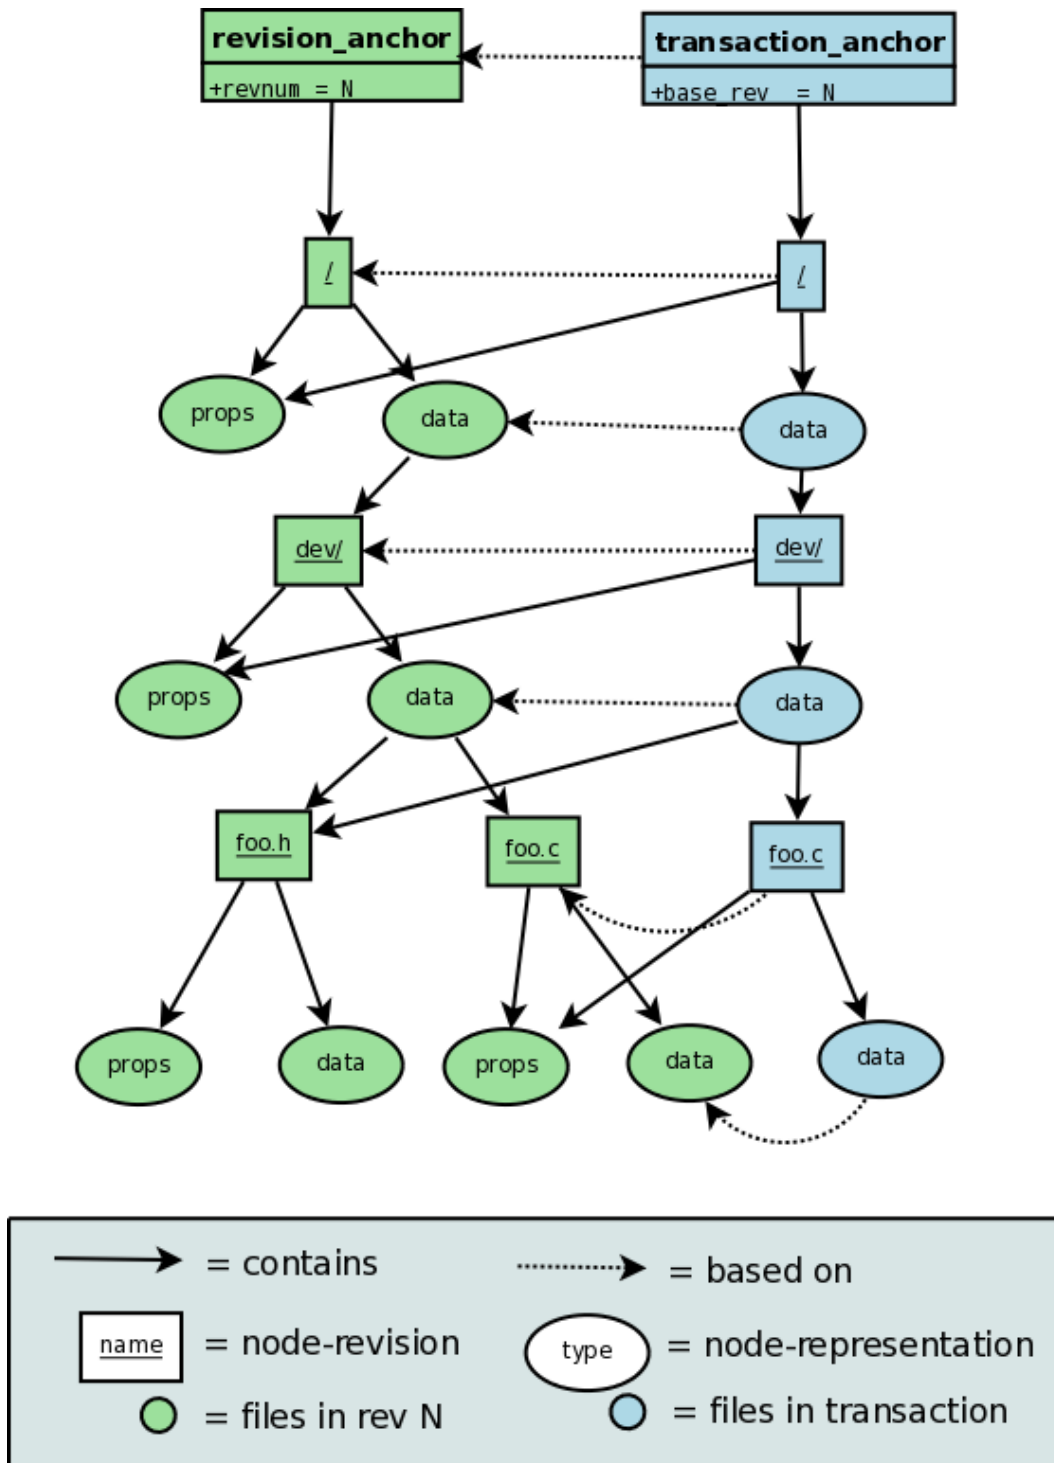 revision_anchor
transaction_anchor
+revnum = N
+base_rev  = N
/
/
props
data
data
dev/
dev/
props
data
data
foo.h
foo.c
foo.c
props
data
props
data
data
= contains
= based on
name
= node-revision
type
= node-representation
= files in rev N
= files in transaction